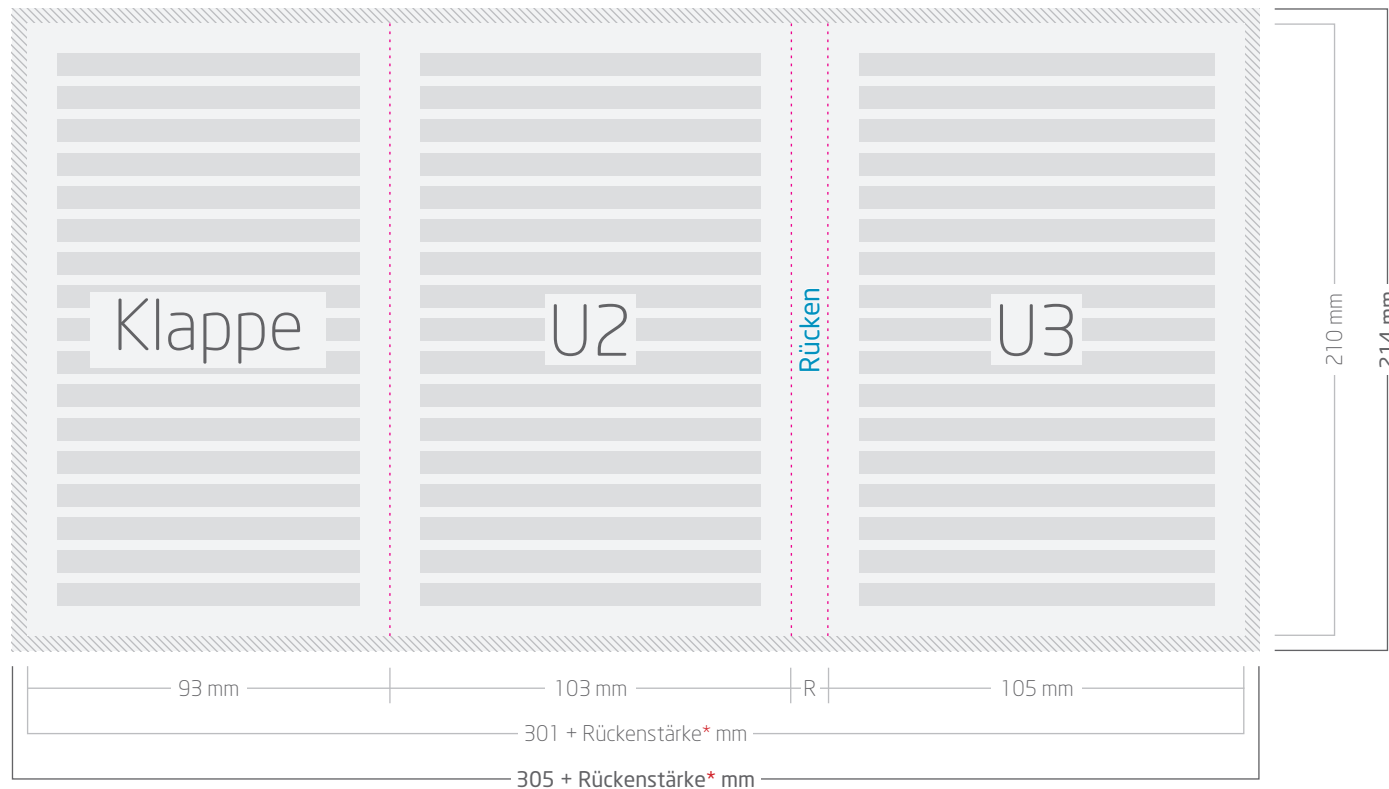 Klappe
U2
Rücken
U3
210 mm
214 mm
93 mm
103 mm
R
105 mm
301 + Rückenstärke* mm
305 + Rückenstärke* mm